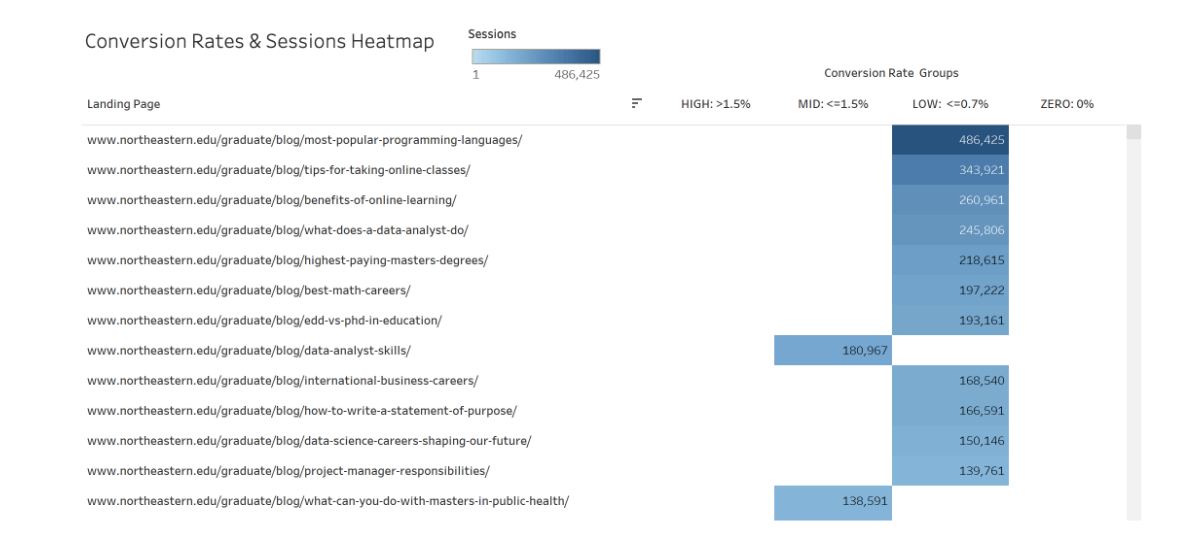 Conversion Rates & Sessions Heatmap
Sessions
1 486,425
Conversion Rate Groups
Landing Page HIGH: >1.5% MID: <=1.5% LOW: <=0.7% ZERO: 0%
www.northeastern.edu/graduate/blog/most-popular-programming-languages/ 486,425
www.northeastern.edu/graduate/blog/tips-for-taking-online-classes/ 343,921
www.northeastern.edu/graduate/blog/benefits-of-online-learning/ 260,961
www.northeastern.edu/graduate/blog/what-does-a-data-analyst-do/ 245,806
www.northeastern.edu/graduate/blog/highest-paying-masters-degrees/ 218,615
www.northeastern.edu/graduate/blog/best-math-careers/ 197,222
www.northeastern.edu/graduate/blog/edd-vs-phd-in-education/ 193,161
www.northeastern.edu/graduate/blog/data-analyst-skills/ 180,967
www.northeastern.edu/graduate/blog/international-business-careers/ 168,540
www.northeastern.edu/graduate/blog/how-to-write-a-statement-of-purpose/ 166,591
www.northeastern.edu/graduate/blog/data-science-careers-shaping-our-future/ 150,146
www.northeastern.edu/graduate/blog/project-manager-responsibilities/ 139,761
www.northeastern.edu/graduate/blog/what-can-you-do-with-masters-in-public-health/ 138,591